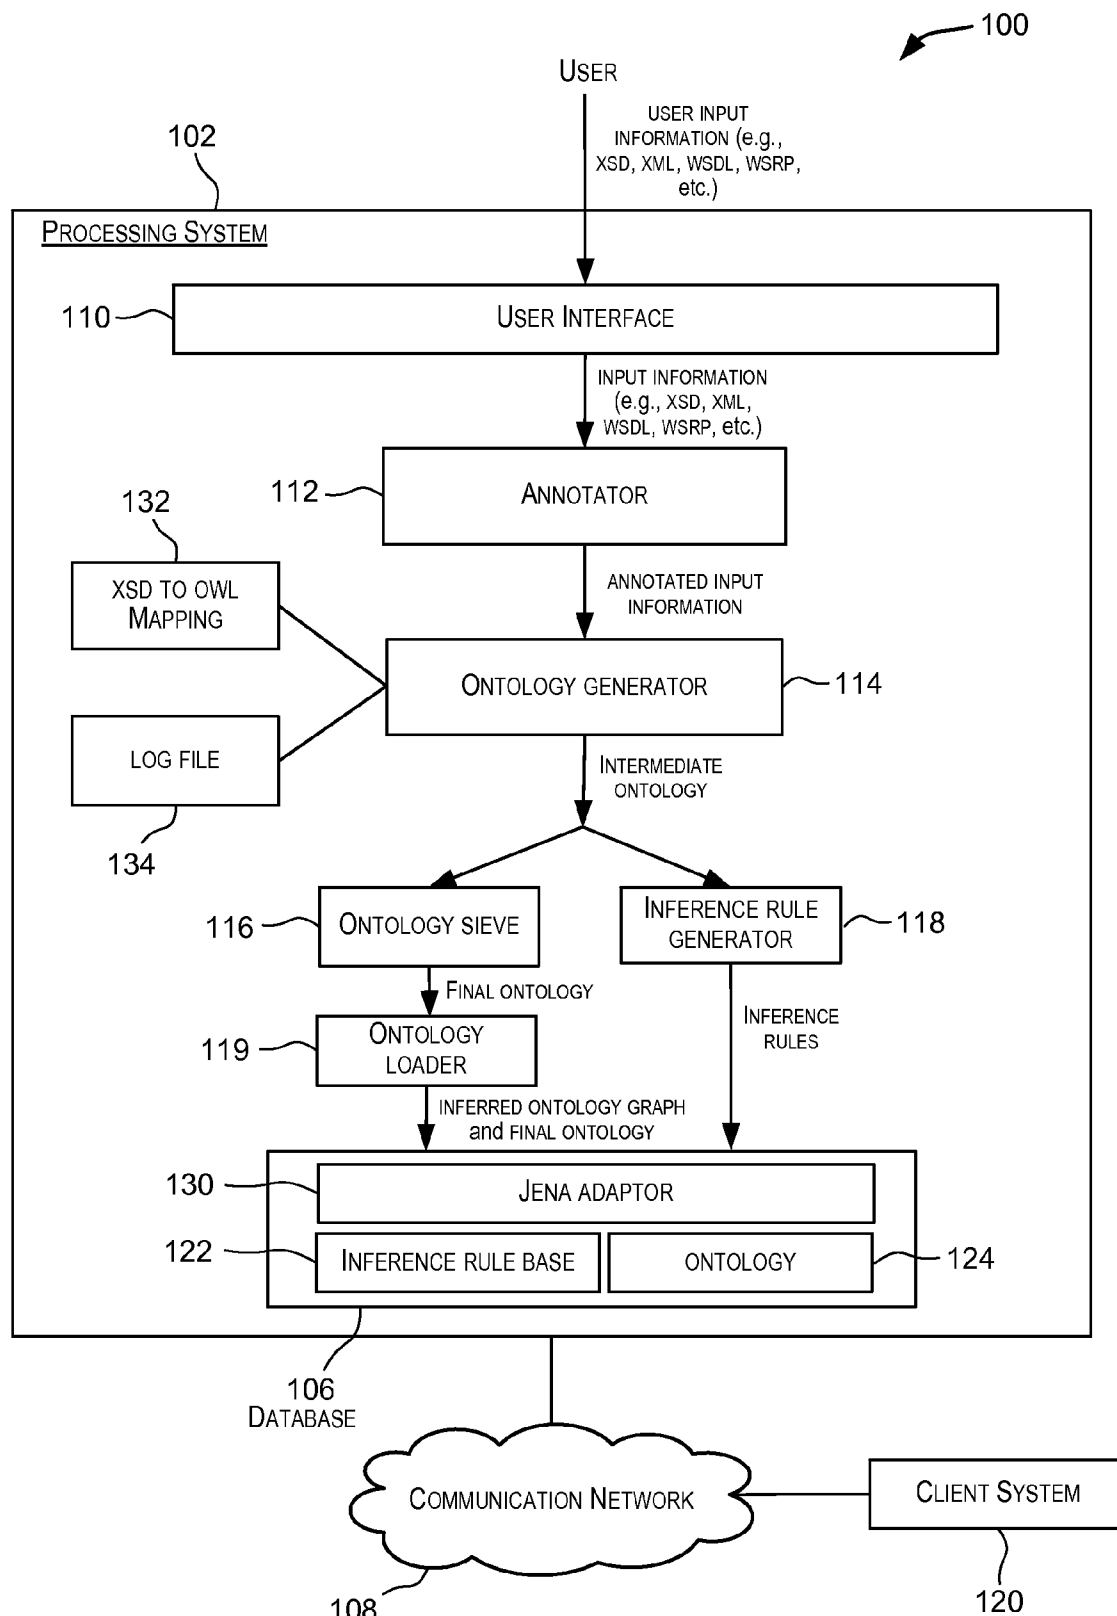 100
USER
USER INPUT
INFORMATION (e.g.,
XSD, XML, WSDL, WSRP,
etc.)
102
PROCESSING SYSTEM
110
USER INTERFACE
INPUT INFORMATION
(e.g., XSD, XML,
WSDL, WSRP, etc.)
112
ANNOTATOR
132
XSD TO OWL
MAPPING
ANNOTATED INPUT
INFORMATION
ONTOLOGY GENERATOR
114
LOG FILE
134
INTERMEDIATE
ONTOLOGY
116
ONTOLOGY SIEVE
INFERENCE RULE
GENERATOR
118
FINAL ONTOLOGY
119
ONTOLOGY
LOADER
INFERENCE
RULES
INFERRED ONTOLOGY GRAPH
and FINAL ONTOLOGY
130
JENA ADAPTOR
122
INFERENCE RULE BASE
ONTOLOGY
124
106
DATABASE
COMMUNICATION NETWORK
CLIENT SYSTEM
108
120